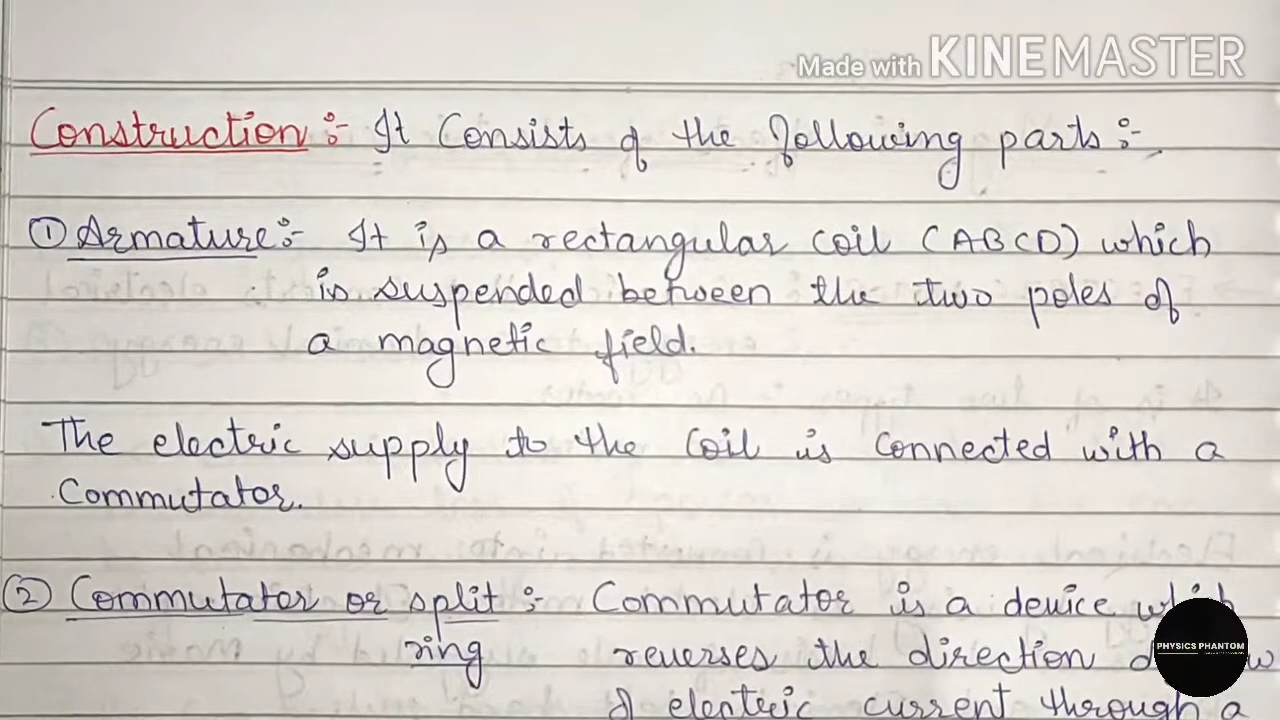 Made with KINEMASTER
Construction :- It Consists of the following parts :-
① Armature :- It is a rectangular coil (ABCD) which
is suspended between the two poles of
a magnetic field.
The electric supply to the coil is connected with a
Commutator.
② Commutator or split :- Commutator is a device which
ring reverses the direction
of electric current through a
PHYSICS PHANTOM